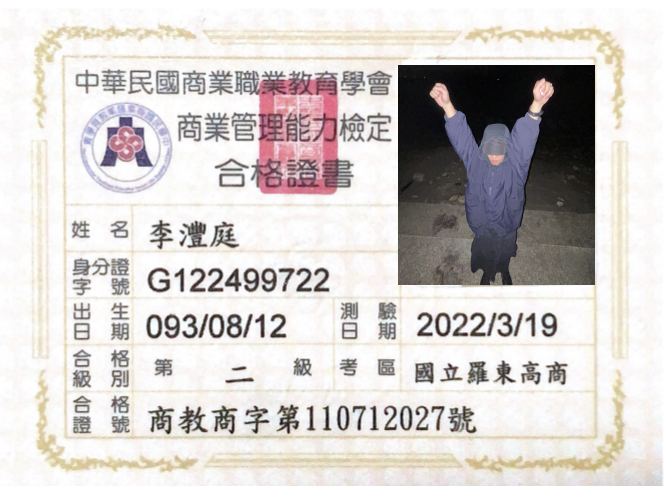 中華民國商業職業教育學會
商業管理能力檢定
合格證書
姓名 李灃庭
身分證字號 G122499722
出生日期 093/08/12 測驗日期 2022/3/19
合格級別 第二級 考區 國立羅東高商
合格證號 商教商字第110712027號